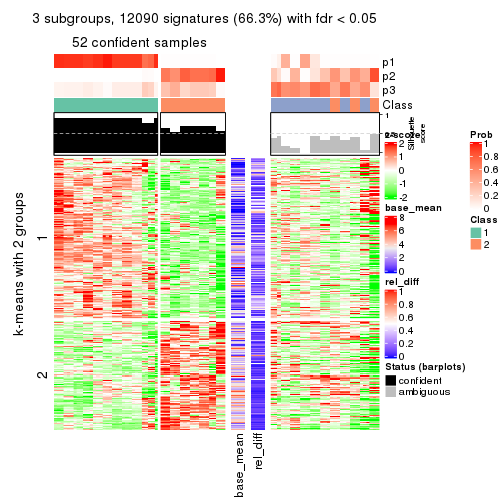 3 subgroups, 12090 signatures (66.3%) with fdr < 0.05
52 confident samples
p1
p2
p3
Class
1
Silhouette
score
z-score
2
1
0
-1
-2
base_mean
8
6
4
2
0
rel_diff
1
0.8
0.6
0.4
0.2
0
Status (barplots)
confident
ambiguous
Prob
1
0.8
0.6
0.4
0.2
0
Class
1
2
k-means with 2 groups
1
2
base_mean
rel_diff